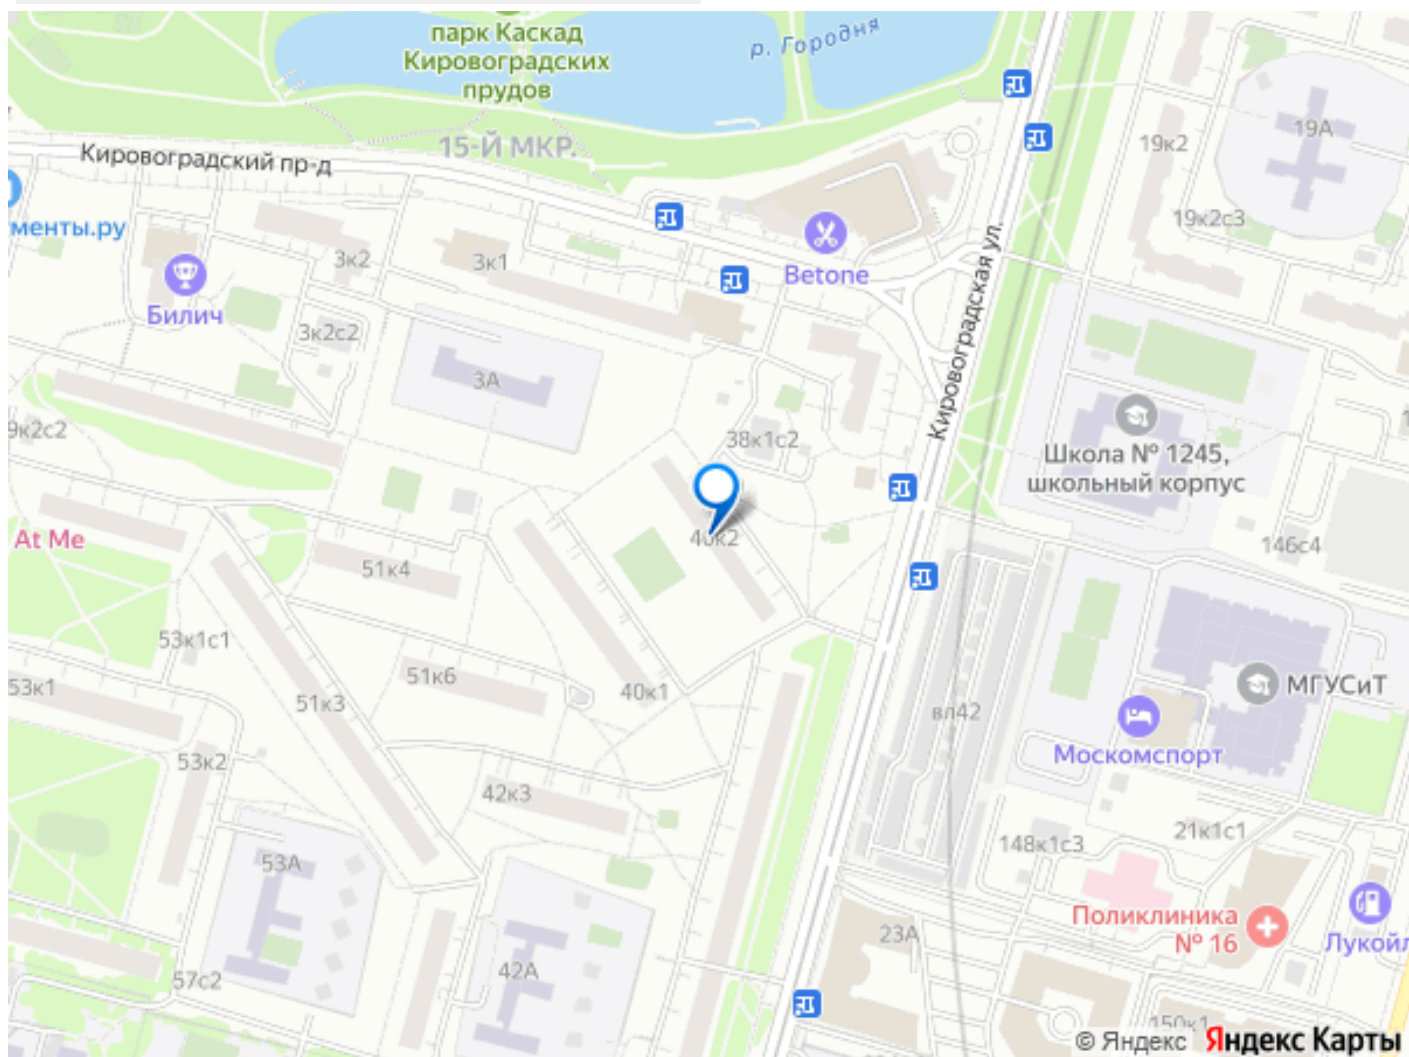 парк Каскад
Кировоградских
прудов
р. Городня
15-Й МКР.
Кировоградский пр-д
19к2
19А
19к2с3
менты.ру
Билич
3к2
3к1
Betone
3к2с2
3А
Кировоградская ул.
9к2с2
38к1с2
Школа № 1245,
школьный корпус
At Me
40к2
51к4
146с4
53к1с1
53к1
51к6
51к3
40к1
вл42
МГУСиТ
Москомспорт
53к2
42к3
148к1с3
21к1с1
53А
Поликлиника
№ 16
Лукойл
23А
57с2
42А
150к1
© Яндекс Яндекс Карты